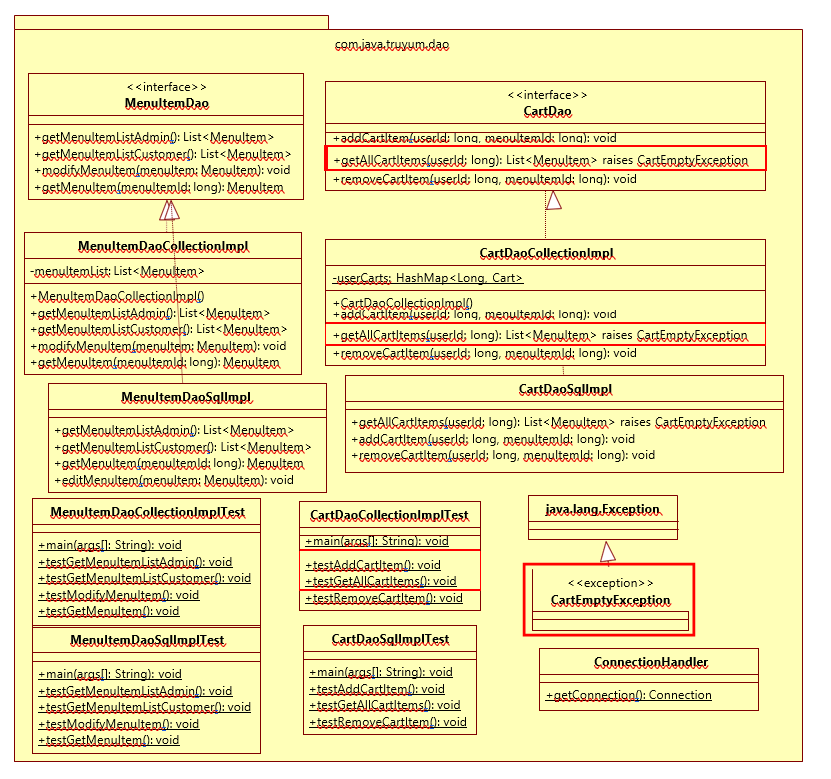 com.java.truyum.dao
<<interface>>
MenuItemDao
+getMenuItemListAdmin(): List<MenuItem>
+getMenuItemListCustomer(): List<MenuItem>
+modifyMenuItem(menuItem: MenuItem): void
+getMenuItem(menuItemId: long): MenuItem
<<interface>>
CartDao
+addCartItem(userId: long, menuItemId: long): void
+getAllCartItems(userId: long): List<MenuItem> raises CartEmptyException
+removeCartItem(userId: long, menuItemId: long): void
MenuItemDaoCollectionImpl
-menuItemList: List<MenuItem>
+MenuItemDaoCollectionImpl()
+getMenuItemListAdmin(): List<MenuItem>
+getMenuItemListCustomer(): List<MenuItem>
+modifyMenuItem(menuItem: MenuItem): void
+getMenuItem(menuItemId: long): MenuItem
CartDaoCollectionImpl
-userCarts: HashMap<Long, Cart>
+CartDaoCollectionImpl()
+addCartItem(userId: long, menuItemId: long): void
+getAllCartItems(userId: long): List<MenuItem> raises CartEmptyException
+removeCartItem(userId: long, menuItemId: long): void
MenuItemDaoSqlImpl
+getMenuItemListAdmin(): List<MenuItem>
+getMenuItemListCustomer(): List<MenuItem>
+getMenuItem(menuItemId: long): MenuItem
+editMenuItem(menuItem: MenuItem): void
CartDaoSqlImpl
+getAllCartItems(userId: long): List<MenuItem> raises CartEmptyException
+addCartItem(userId: long, menuItemId: long): void
+removeCartItem(userId: long, menuItemId: long): void
MenuItemDaoCollectionImplTest
+main(args[]: String): void
+testGetMenuItemListAdmin(): void
+testGetMenuItemListCustomer(): void
+testModifyMenuItem(): void
+testGetMenuItem(): void
CartDaoCollectionImplTest
+main(args[]: String): void
+testAddCartItem(): void
+testGetAllCartItems(): void
+testRemoveCartItem(): void
java.lang.Exception
<<exception>>
CartEmptyException
MenuItemDaoSqlImplTest
+main(args[]: String): void
+testGetMenuItemListAdmin(): void
+testGetMenuItemListCustomer(): void
+testModifyMenuItem(): void
+testGetMenuItem(): void
CartDaoSqlImplTest
+main(args[]: String): void
+testAddCartItem(): void
+testGetAllCartItems(): void
+testRemoveCartItem(): void
ConnectionHandler
+getConnection(): Connection